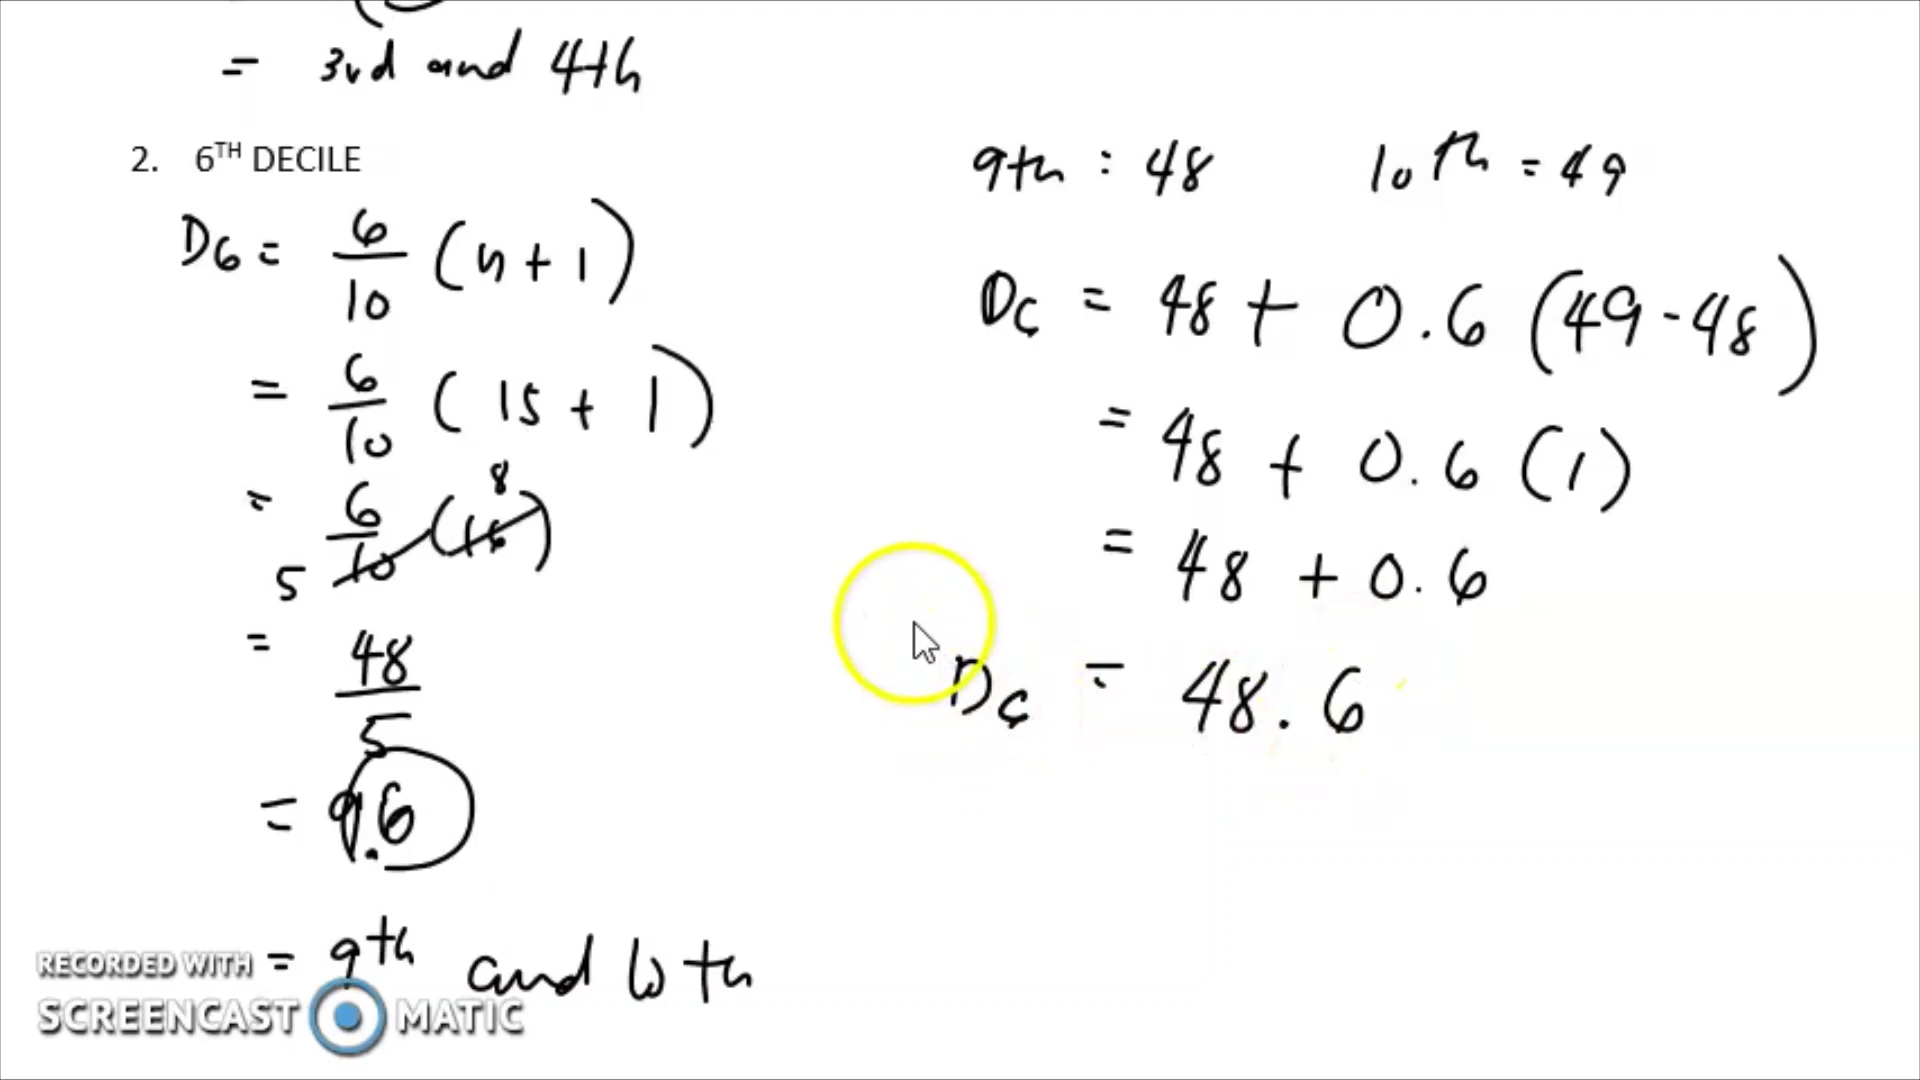 = 3rd and 4th
2. 6TH DECILE
D6 = 6/10 (n + 1)
= 6/10 (15 + 1)
= 6/10 (16) 8
5
= 48/5
= 9.6
= 9th and 10th
9th : 48 10th = 49
D6 = 48 + 0.6 (49 - 48)
= 48 + 0.6 (1)
= 48 + 0.6
D6 = 48.6
RECORDED WITH
SCREENCAST MATIC